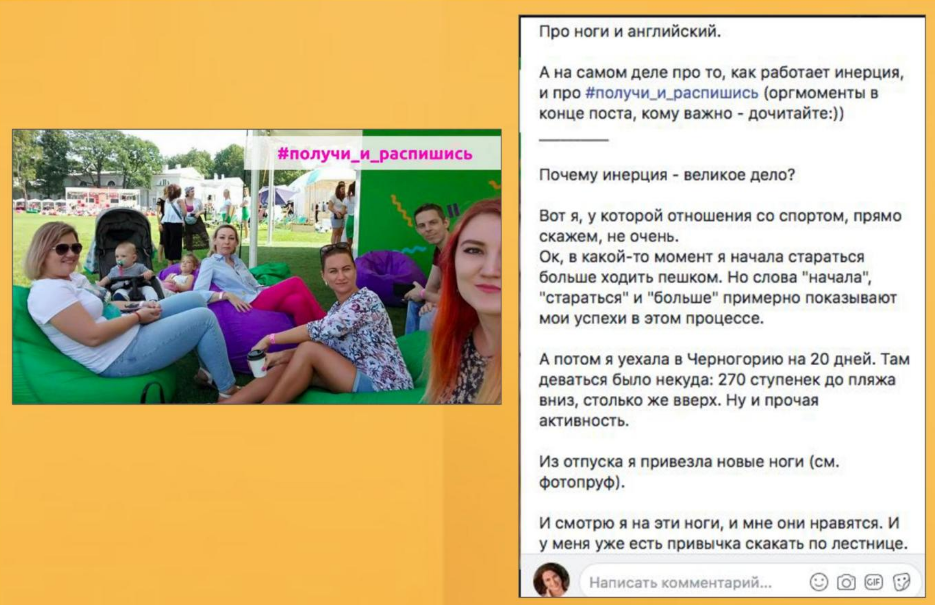 #получи_и_распишись
Про ноги и английский.
А на самом деле про то, как работает инерция,
и про #получи_и_распишись (оргмоменты в
конце поста, кому важно - дочитайте:))
Почему инерция - великое дело?
Вот я, у которой отношения со спортом, прямо
скажем, не очень.
Ок, в какой-то момент я начала стараться
больше ходить пешком. Но слова "начала",
"стараться" и "больше" примерно показывают
мои успехи в этом процессе.
А потом я уехала в Черногорию на 20 дней. Там
деваться было некуда: 270 ступенек до пляжа
вниз, столько же вверх. Ну и прочая
активность.
Из отпуска я привезла новые ноги (см.
фотопруф).
И смотрю я на эти ноги, и мне они нравятся. И
у меня уже есть привычка скакать по лестнице.
Написать комментарий...
GIF